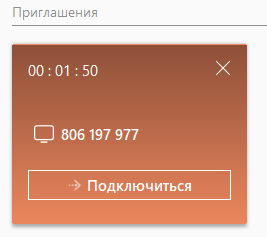 Приглашения
00 : 01 : 50
806 197 977
Подключиться